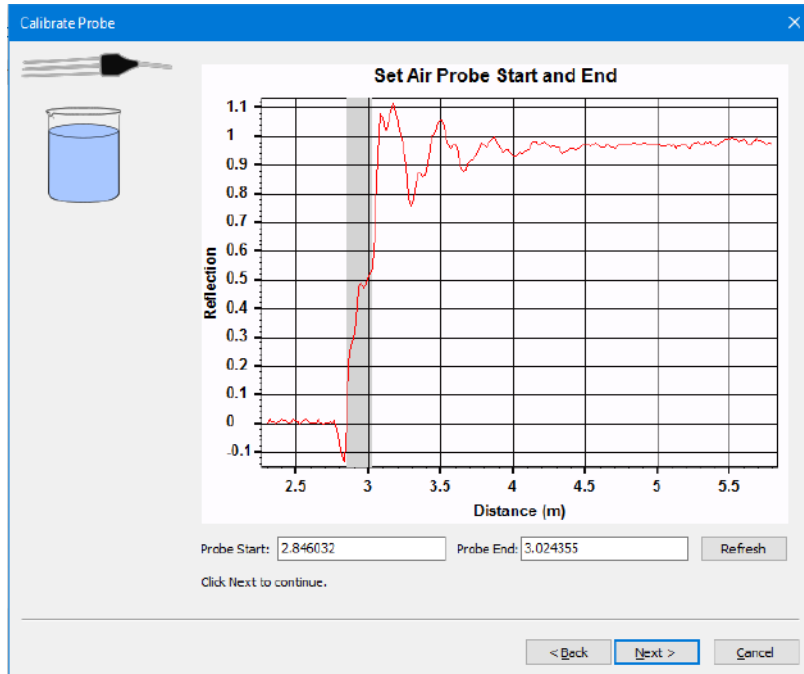 Calibrate Probe
Set Air Probe Start and End
1.1
1
0.9
0.8
0.7
0.6
0.5
0.4
0.3
0.2
0.1
0
-0.1
Reflection
2.5 3 3.5 4 4.5 5 5.5
Distance (m)
Probe Start: 2.846032 Probe End: 3.024355 Refresh
Click Next to continue.
< Back Next > Cancel